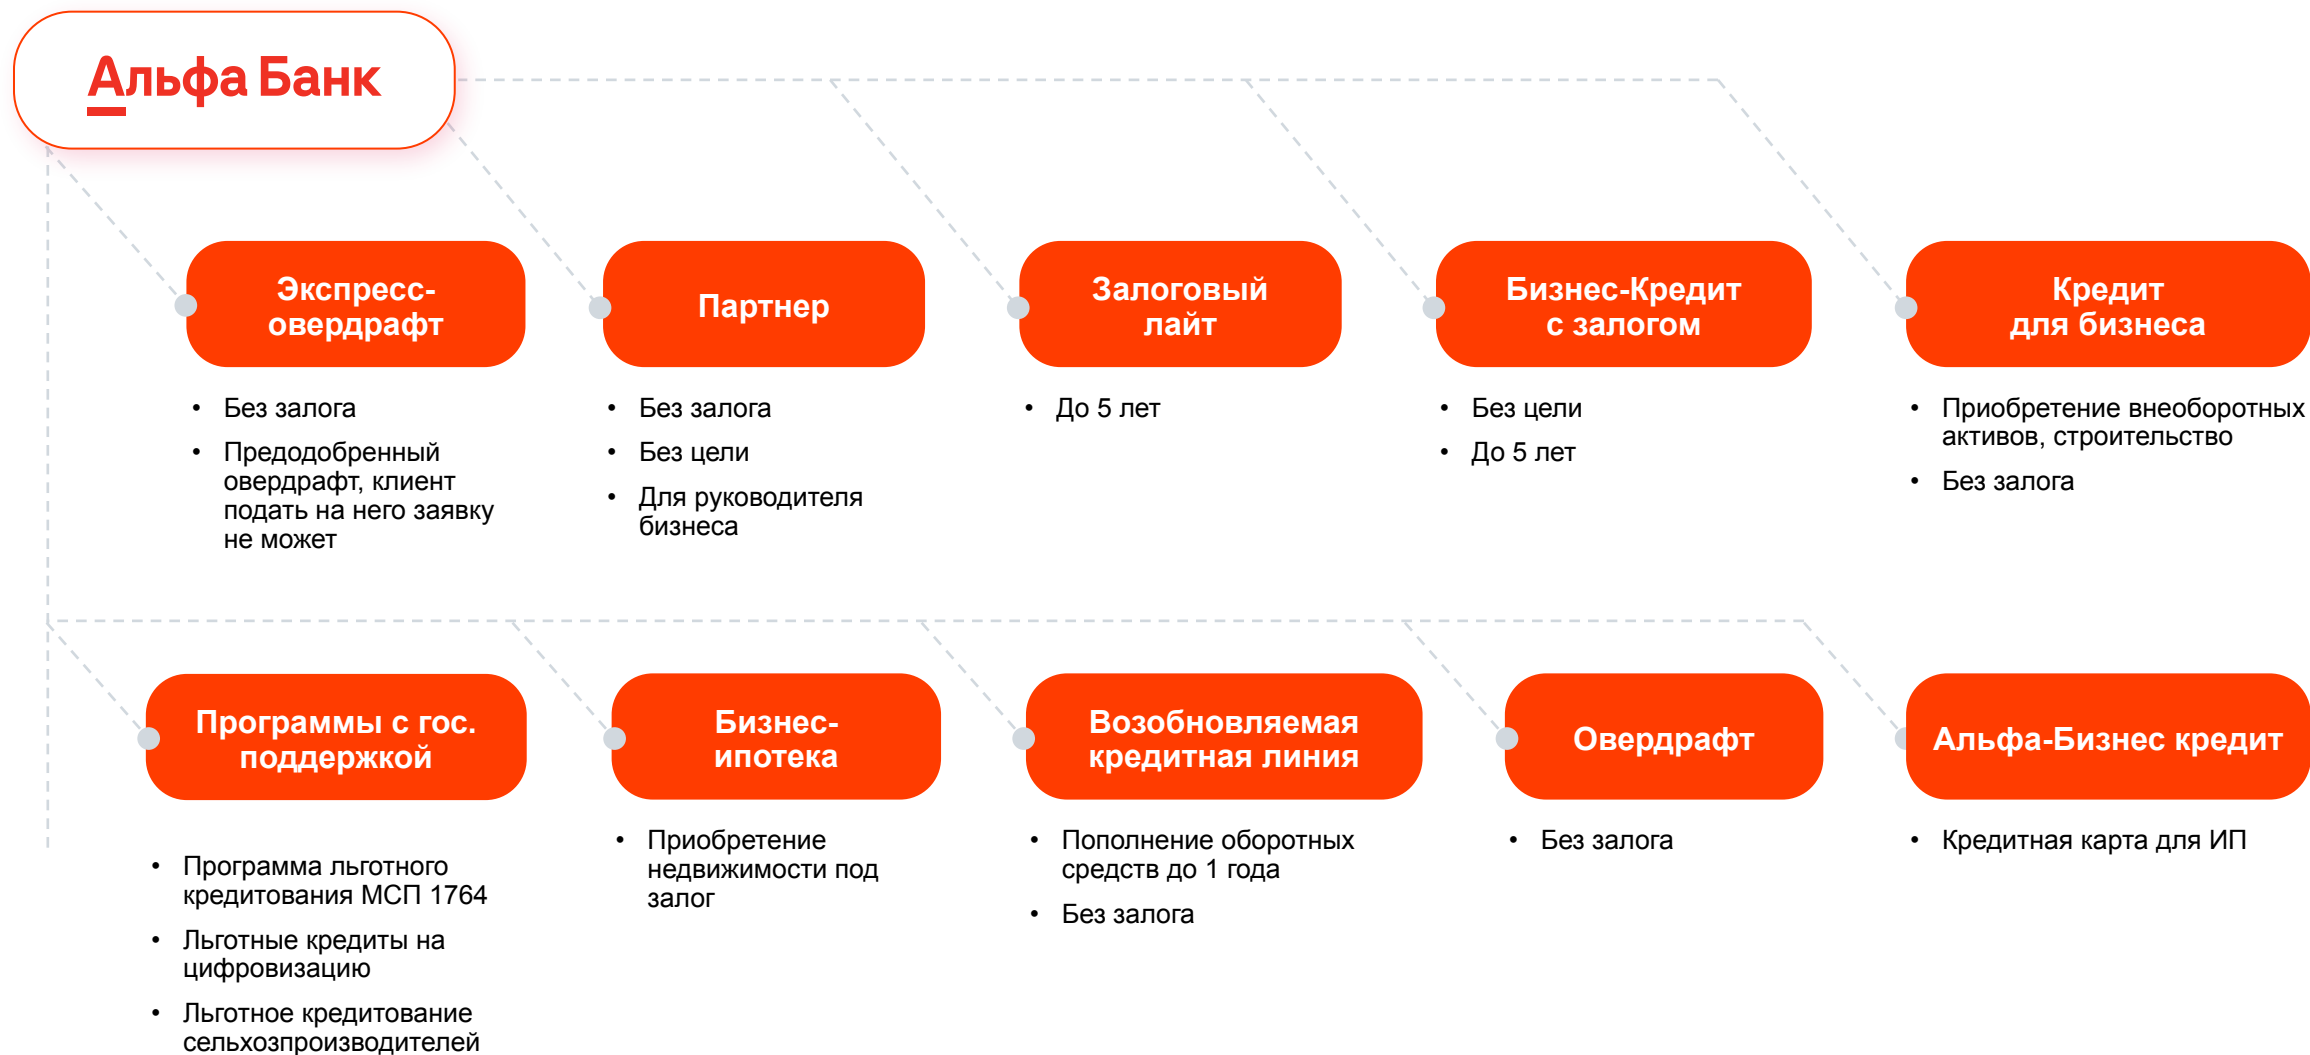 Альфа Банк
Экспресс-
овердрафт
• Без залога
• Предодобренный
овердрафт, клиент
подать на него заявку
не может
Партнер
• Без залога
• Без цели
• Для руководителя
бизнеса
Залоговый
лайт
• До 5 лет
Бизнес-Кредит
с залогом
• Без цели
• До 5 лет
Кредит
для бизнеса
• Приобретение внеоборотных
активов, строительство
• Без залога
Программы с гос.
поддержкой
• Программа льготного
кредитования МСП 1764
• Льготные кредиты на
цифровизацию
• Льготное кредитование
сельхозпроизводителей
Бизнес-
ипотека
• Приобретение
недвижимости под
залог
Возобновляемая
кредитная линия
• Пополнение оборотных
средств до 1 года
• Без залога
Овердрафт
• Без залога
Альфа-Бизнес кредит
• Кредитная карта для ИП